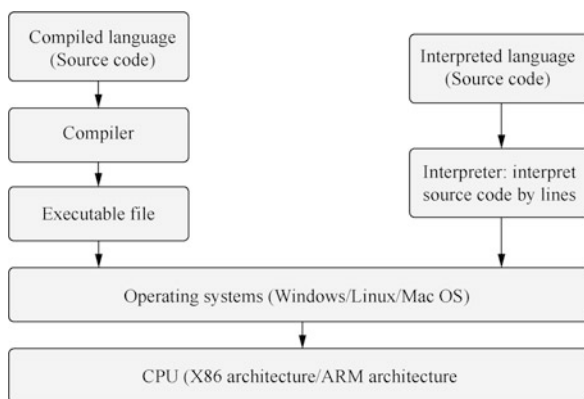 Compiled language
(Source code)
Compiler
Executable file
Interpreted language
(Source code)
Interpreter: interpret
source code by lines
Operating systems (Windows/Linux/Mac OS)
CPU (X86 architecture/ARM architecture